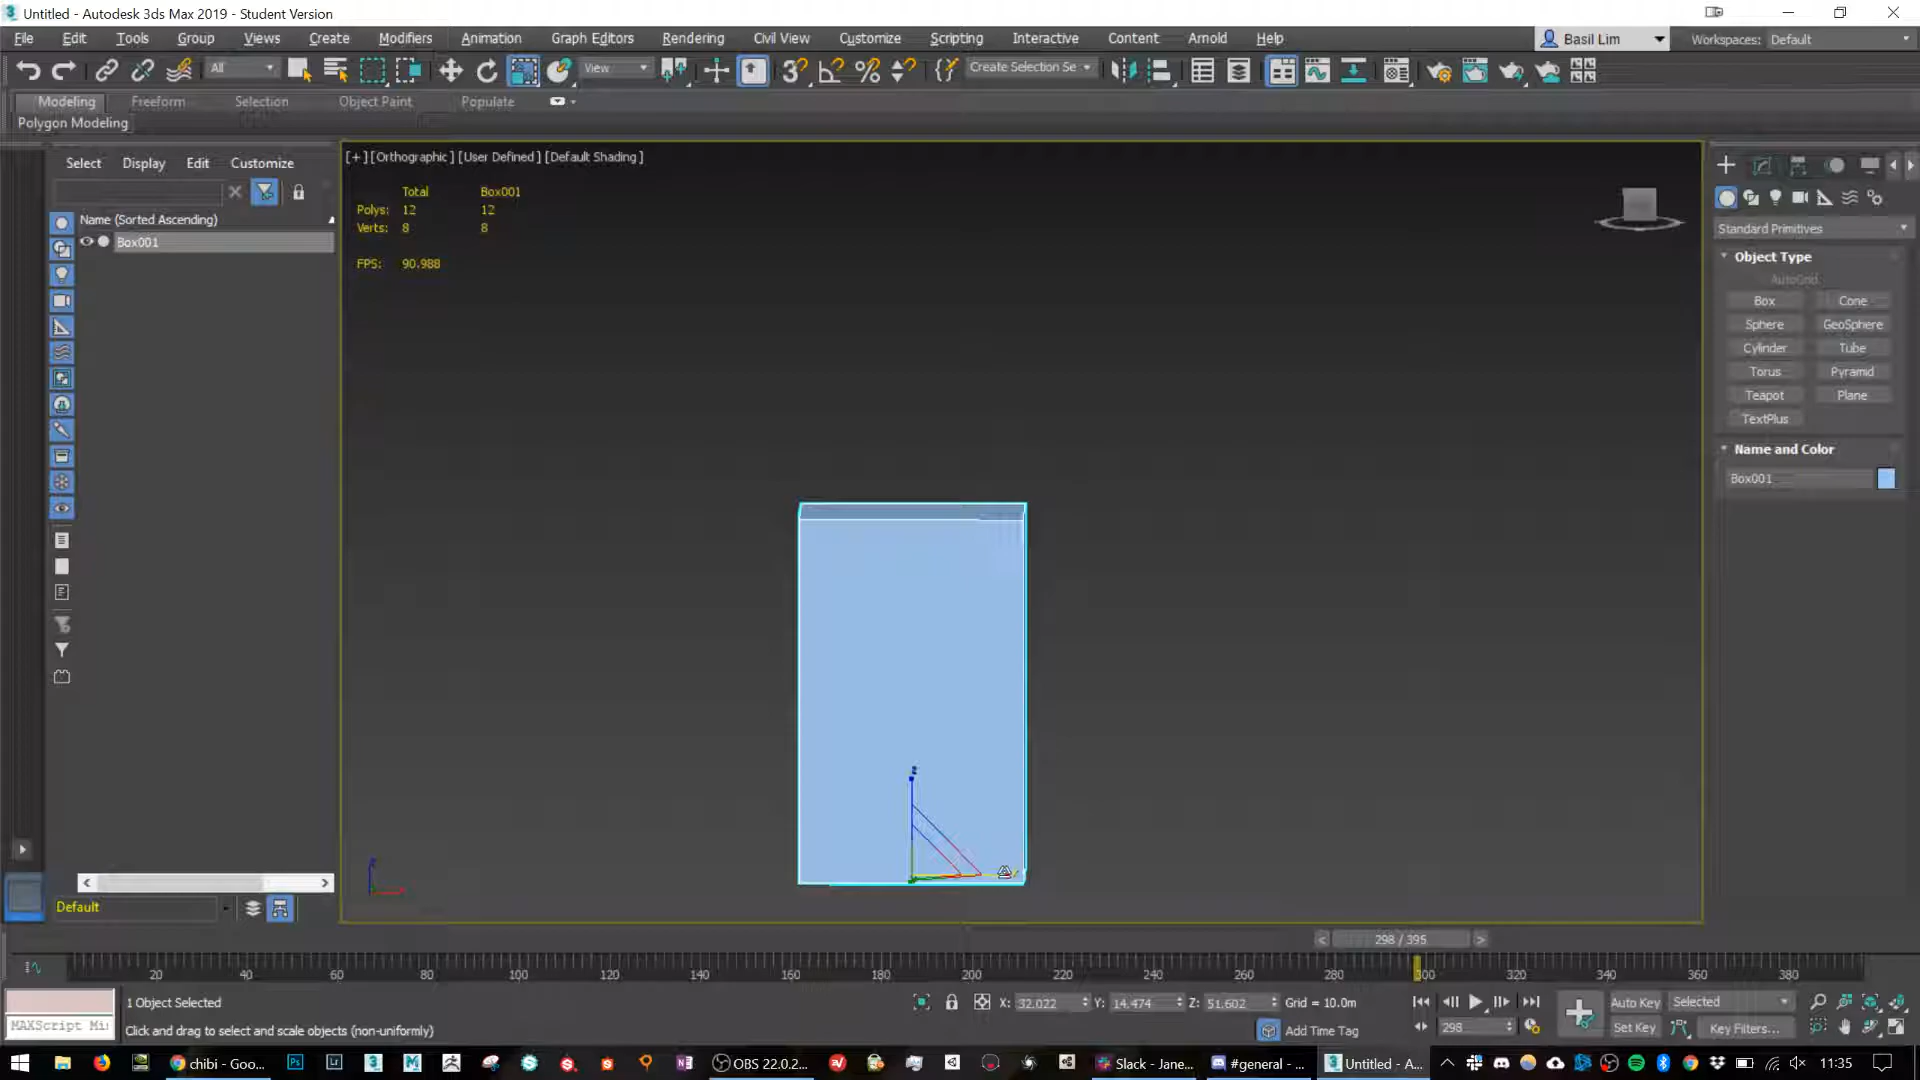 Untitled - Autodesk 3ds Max 2019 - Student Version
File Edit Tools Group Views Create Modifiers Animation Graph Editors Rendering Civil View Customize Scripting Interactive Content Arnold Help
Basil Lim
Workspaces: Default
All
View
Create Selection Se
Modeling Freeform Selection Object Paint Populate
Polygon Modeling
Select Display Edit Customize
Name (Sorted Ascending)
Box001
[+] [Orthographic] [User Defined] [Default Shading]
Total Box001
Polys: 12 12
Verts: 8 8
FPS: 90.988
Standard Primitives
Object Type
AutoGrid
Box Cone
Sphere GeoSphere
Cylinder Tube
Torus Pyramid
Teapot Plane
TextPlus
Name and Color
Box001
Default
< 298 / 395 >
20 40 60 80 100 120 140 160 180 200 220 240 260 280 300 320 340 360 380
1 Object Selected
X: 32.022 Y: 14.474 Z: 51.602 Grid = 10.0m
Auto Key Selected
MAXScript Mi
Click and drag to select and scale objects (non-uniformly)
Add Time Tag
298
Set Key Key Filters...
chibi - Goo...
OBS 22.0.2...
Slack - Jane...
#general - ...
Untitled - A...
11:35